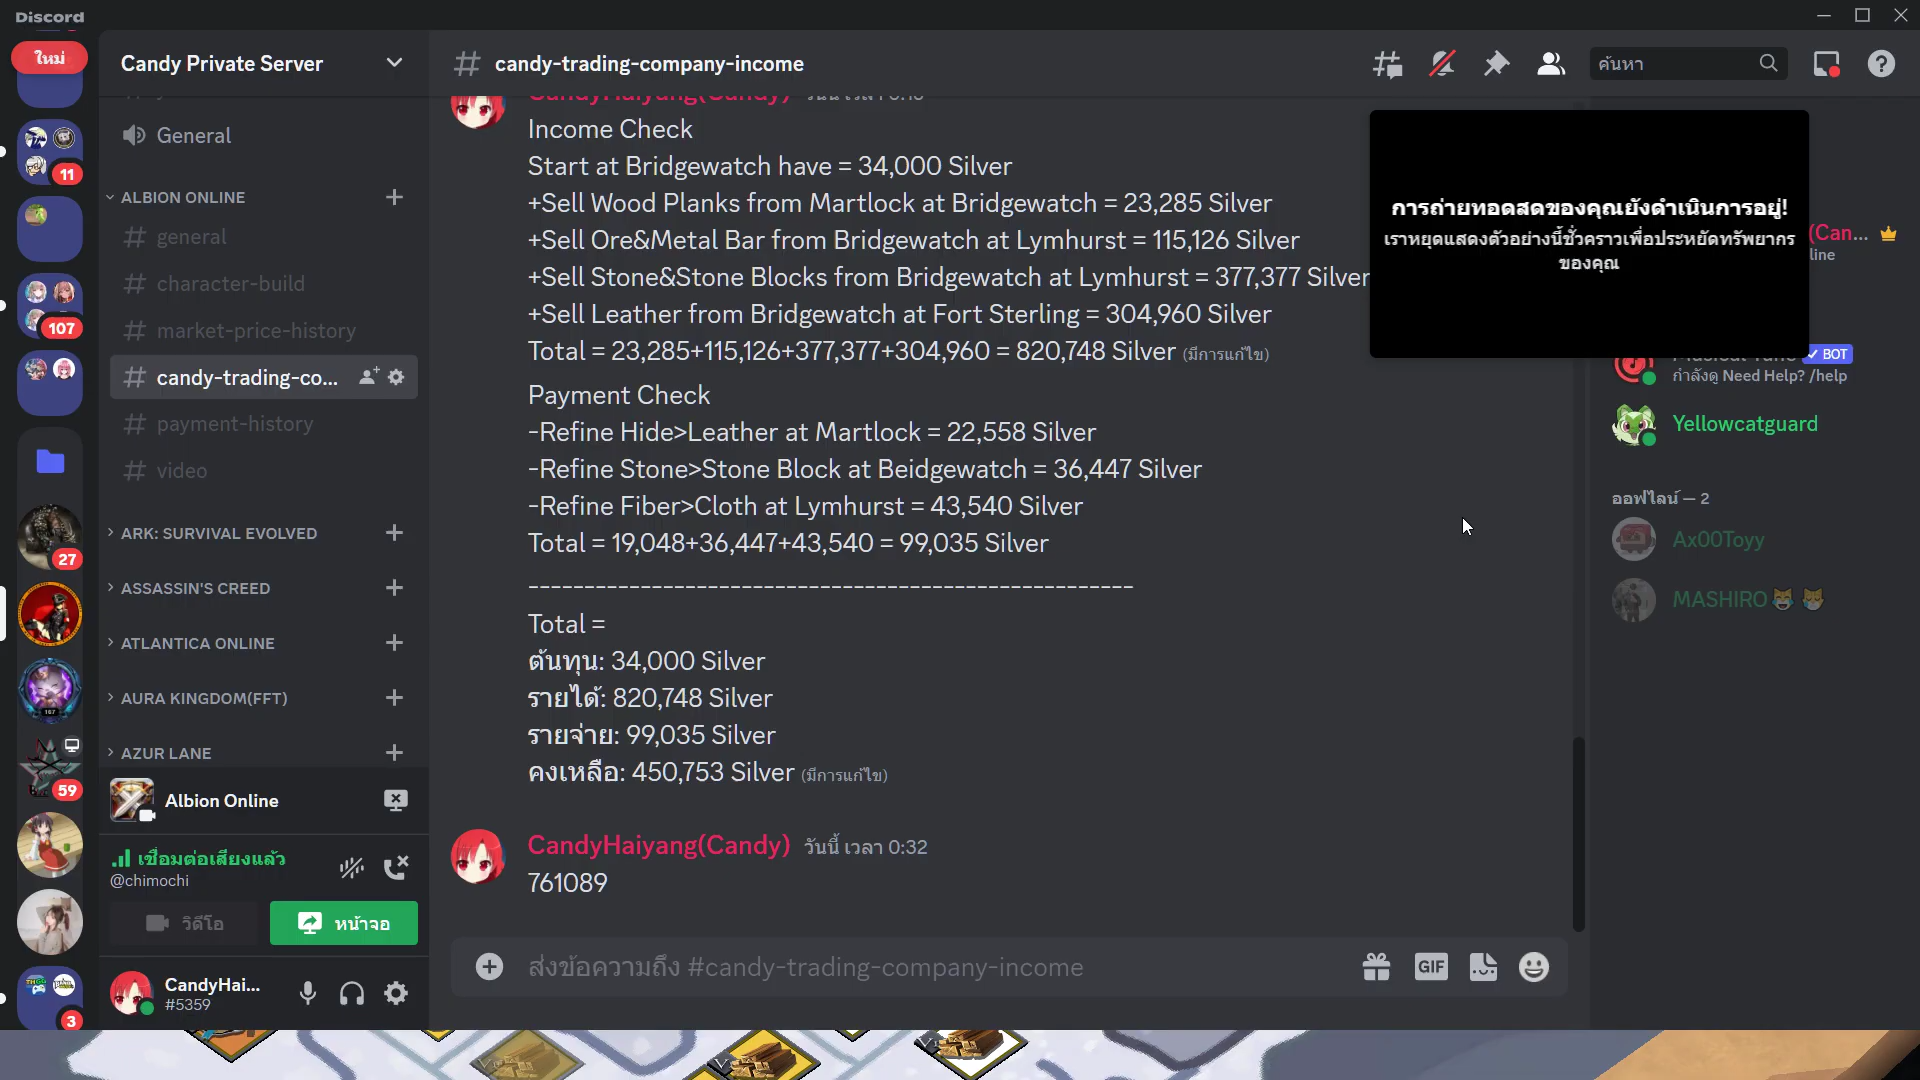 Discord
ใหม่
11
107
27
59
3
Candy Private Server
General
ALBION ONLINE
general
character-build
market-price-history
candy-trading-co...
payment-history
video
ARK: SURVIVAL EVOLVED
ASSASSIN'S CREED
ATLANTICA ONLINE
AURA KINGDOM(FFT)
AZUR LANE
Albion Online
เชื่อมต่อเสียงแล้ว
@chimochi
วิดีโอ
หน้าจอ
CandyHai...
#5359
candy-trading-company-income
ค้นหา
CandyHaiyang(Candy)
Income Check
Start at Bridgewatch have = 34,000 Silver
+Sell Wood Planks from Martlock at Bridgewatch = 23,285 Silver
+Sell Ore&Metal Bar from Bridgewatch at Lymhurst = 115,126 Silver
+Sell Stone&Stone Blocks from Bridgewatch at Lymhurst = 377,377 Silver
+Sell Leather from Bridgewatch at Fort Sterling = 304,960 Silver
Total = 23,285+115,126+377,377+304,960 = 820,748 Silver (มีการแก้ไข)
Payment Check
-Refine Hide>Leather at Martlock = 22,558 Silver
-Refine Stone>Stone Block at Beidgewatch = 36,447 Silver
-Refine Fiber>Cloth at Lymhurst = 43,540 Silver
Total = 19,048+36,447+43,540 = 99,035 Silver
------------------------------------------------------
Total =
ต้นทุน: 34,000 Silver
รายได้: 820,748 Silver
รายจ่าย: 99,035 Silver
คงเหลือ: 450,753 Silver (มีการแก้ไข)
CandyHaiyang(Candy) วันนี้ เวลา 0:32
761089
ส่งข้อความถึง #candy-trading-company-income
GIF
การถ่ายทอดสดของคุณยังดำเนินการอยู่!
เราหยุดแสดงตัวอย่างนี้ชั่วคราวเพื่อประหยัดทรัพยากร
ของคุณ
(Can...
line
BOT
กำลังดู Need Help? /help
Yellowcatguard
ออฟไลน์ — 2
Ax00Toyy
MASHIRO